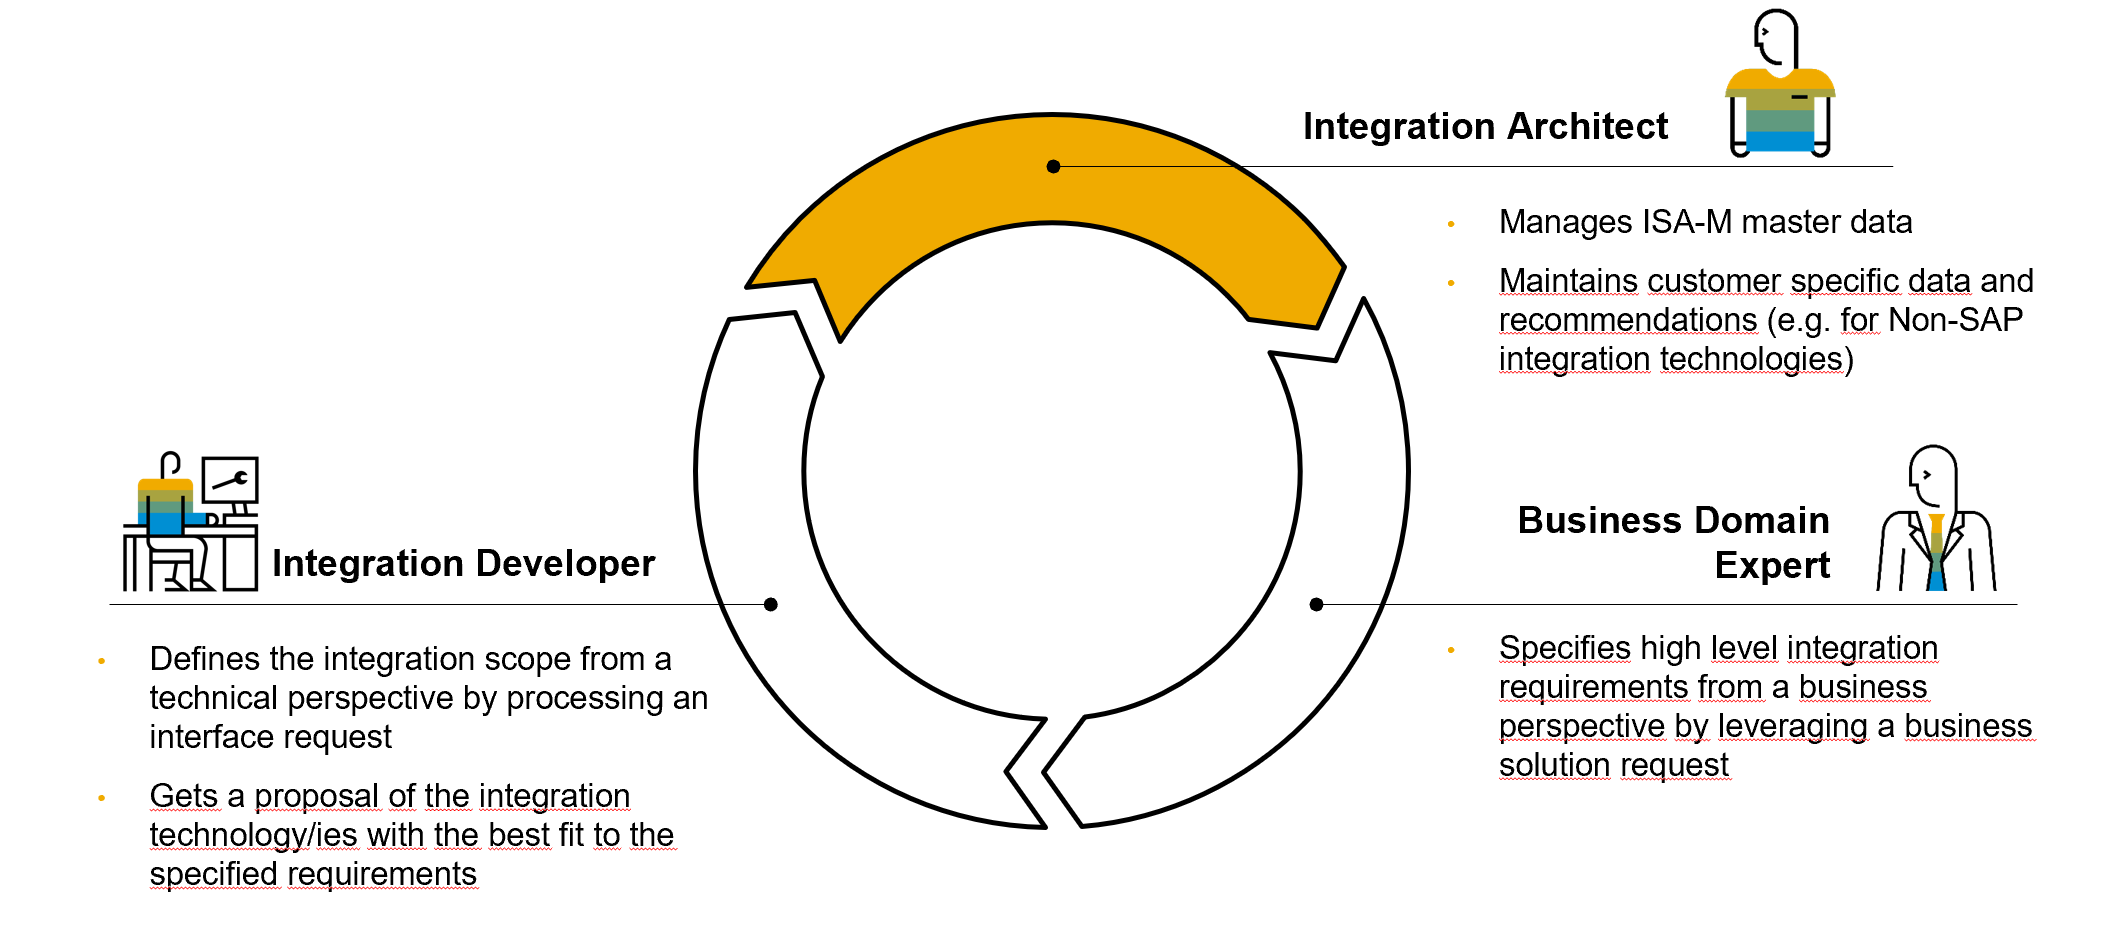 Integration Architect
• Manages ISA-M master data
• Maintains customer specific data and
recommendations (e.g. for Non-SAP
integration technologies)
Business Domain
Expert
• Specifies high level integration
requirements from a business
perspective by leveraging a business
solution request
Integration Developer
• Defines the integration scope from a
technical perspective by processing an
interface request
• Gets a proposal of the integration
technology/ies with the best fit to the
specified requirements